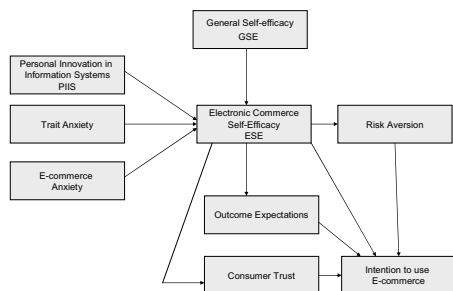 General Self-efficacy
GSE
Personal Innovation in
Information Systems
PIIS
Trait Anxiety
E-commerce
Anxiety
Electronic Commerce
Self-Efficacy
ESE
Risk Aversion
Outcome Expectations
Consumer Trust
Intention to use
E-commerce